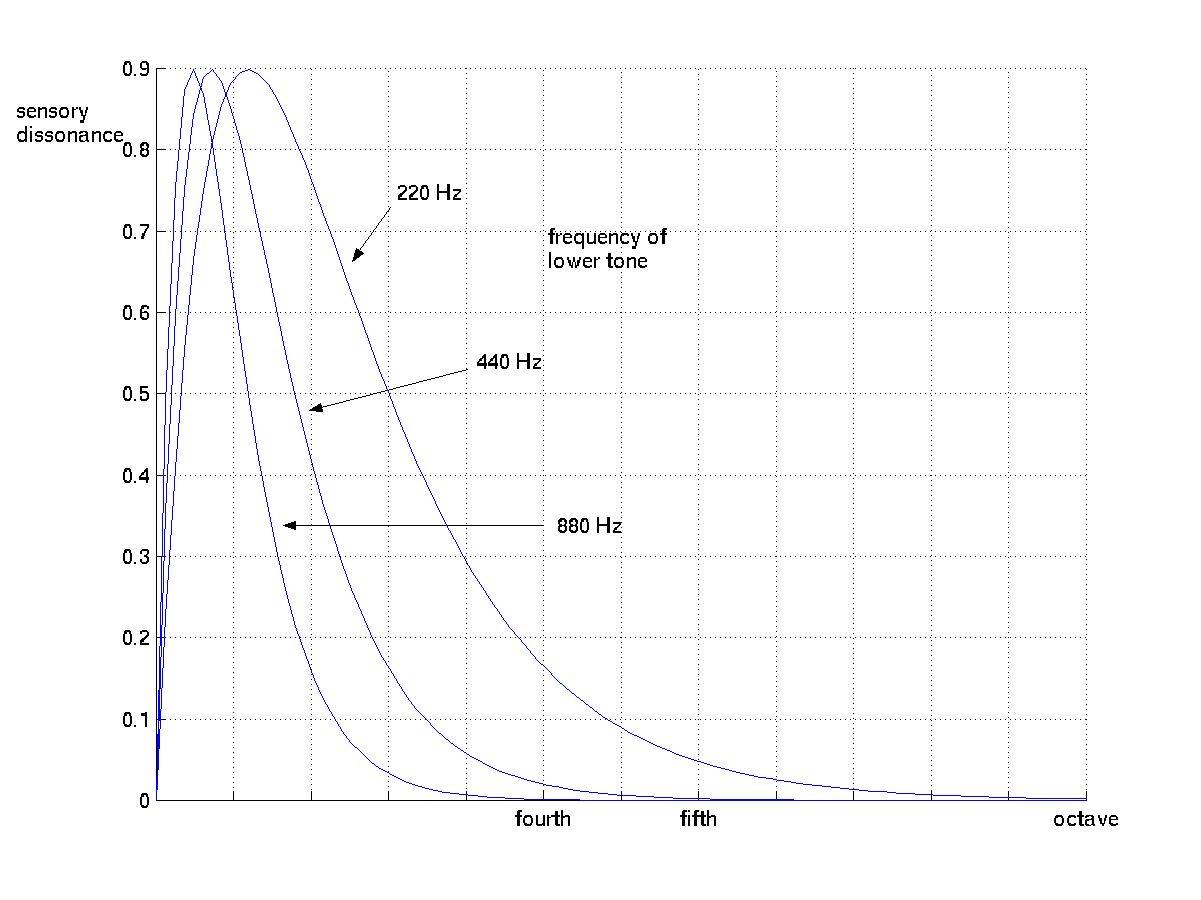 0.9
sensory
dissonance
0.8
220 Hz
0.7
frequency of
lower tone
0.6
440 Hz
0.5
0.4
880 Hz
0.3
0.2
0.1
0
fourth
fifth
octave